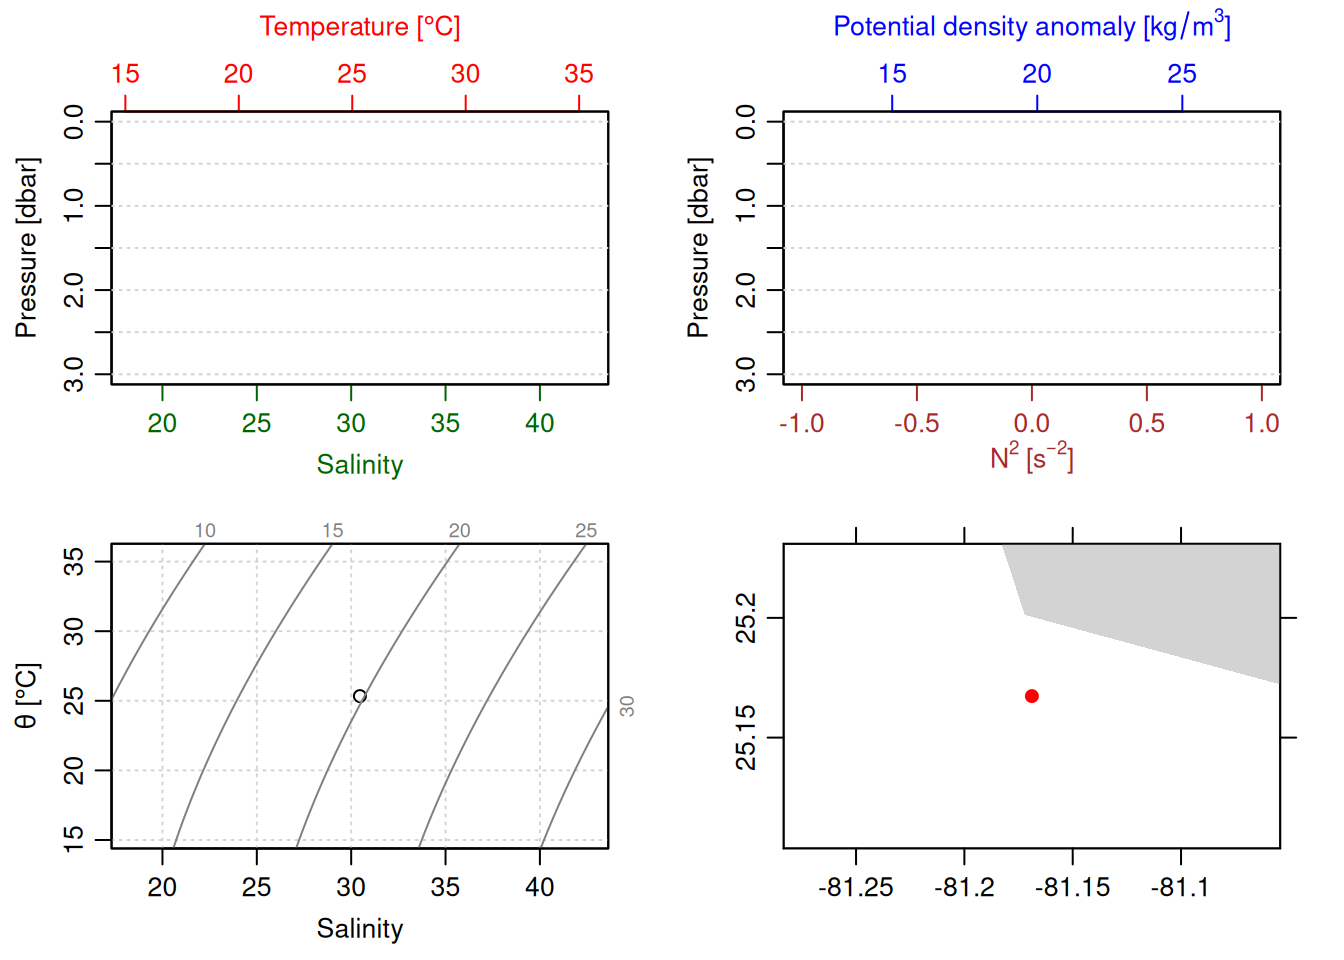 Temperature [°C]
15 20 25 30 35
Pressure [dbar]
0.0 1.0 2.0 3.0
20 25 30 35 40
Salinity
Potential density anomaly [kg/m³]
15 20 25
Pressure [dbar]
0.0 1.0 2.0 3.0
-1.0 -0.5 0.0 0.5 1.0
N² [s⁻²]
10 15 20 25
30
θ [°C]
15 20 25 30 35
20 25 30 35 40
Salinity
25.2
25.15
-81.25 -81.2 -81.15 -81.1